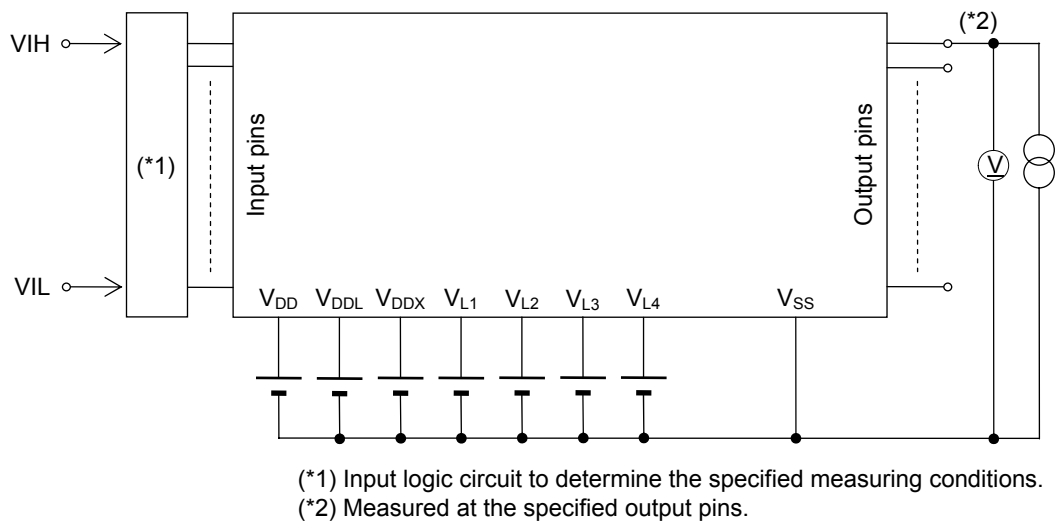 VIH
VIL
(*1)
Input pins
Output pins
(*2)
V
VDD VDDL VDDX VL1 VL2 VL3 VL4 VSS
(*1) Input logic circuit to determine the specified measuring conditions.
(*2) Measured at the specified output pins.